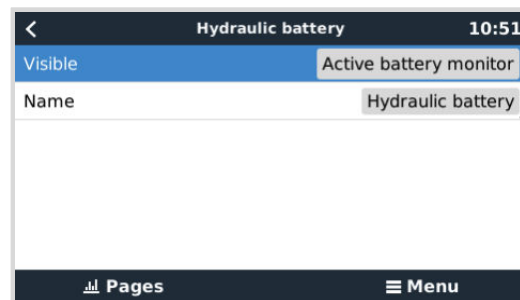 Hydraulic battery 10:51
Visible Active battery monitor
Name Hydraulic battery
Pages Menu